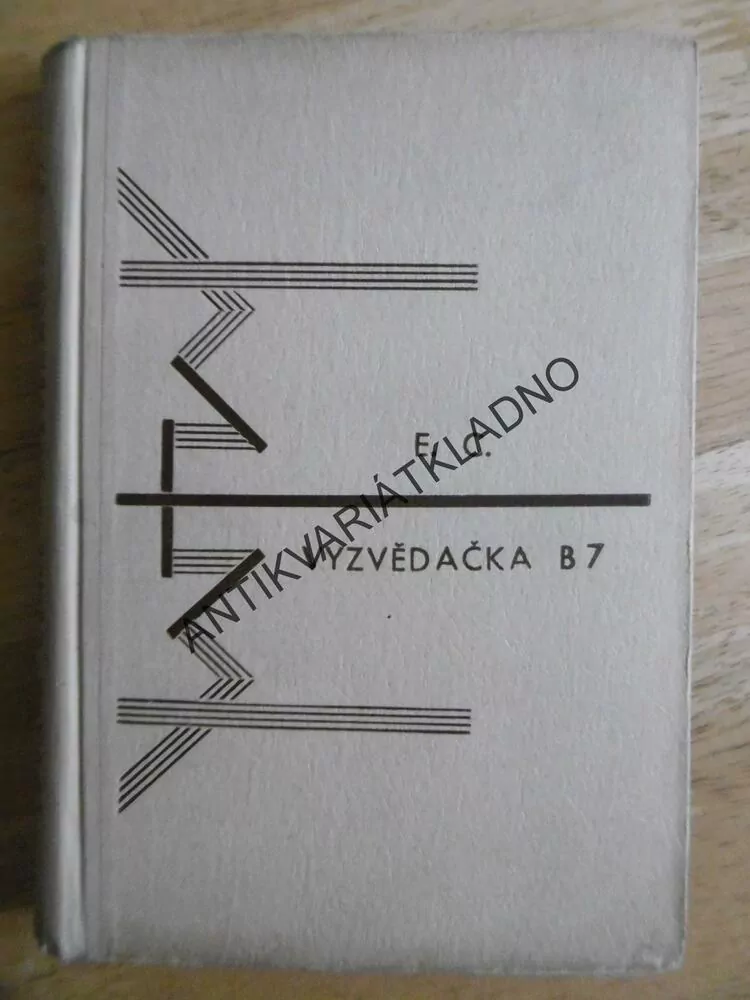 E. C.
VYZVĚDAČKA B7
ANTIKVARIÁTKLADNO